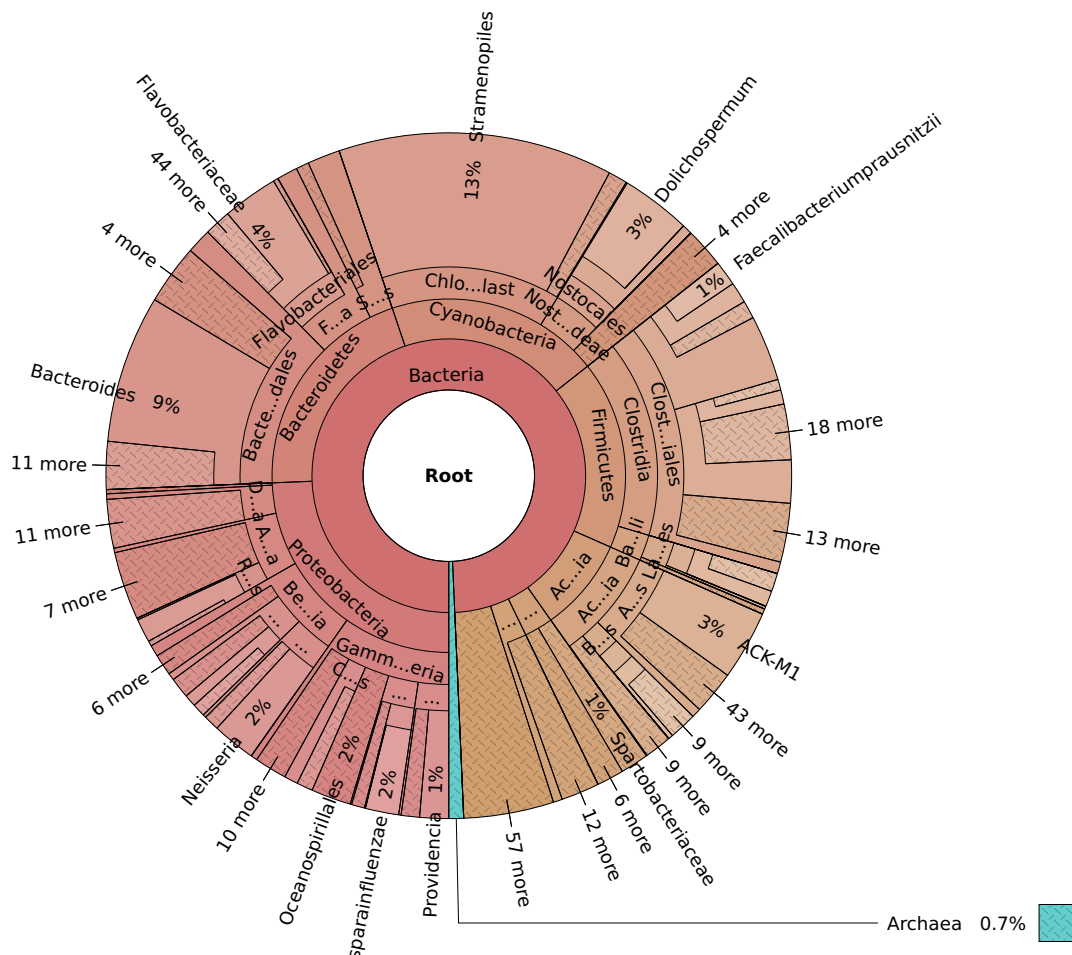 Stramenopiles
13%
Flavobacteriaceae
4%
44 more
4 more
Dolichospermum
3%
4 more
Faecalibacteriumprausnitzii
1%
Flavobacteriales
F...a
S...s
Chlo...last
Nostocales
Nost...deae
Cyanobacteria
Bacteroidetes
Bacte...dales
Bacteria
Root
Bacteroides 9%
11 more
11 more
7 more
D...a
A...a
R...s
Firmicutes
Clostridia
Clost...iales
18 more
13 more
Ba...li
La...es
Ac...ia
Ac...ia
A...s
B...s
3%
ACK-M1
43 more
9 more
9 more
1%
Spartobacteriaceae
6 more
12 more
57 more
...
...
Proteobacteria
Be...ia
...
...
Gamm...eria
C...s
...
...
6 more
2%
Neisseria
10 more
2%
Oceanospirillales
2%
sparainfluenzae
1%
Providencia
Archaea 0.7%